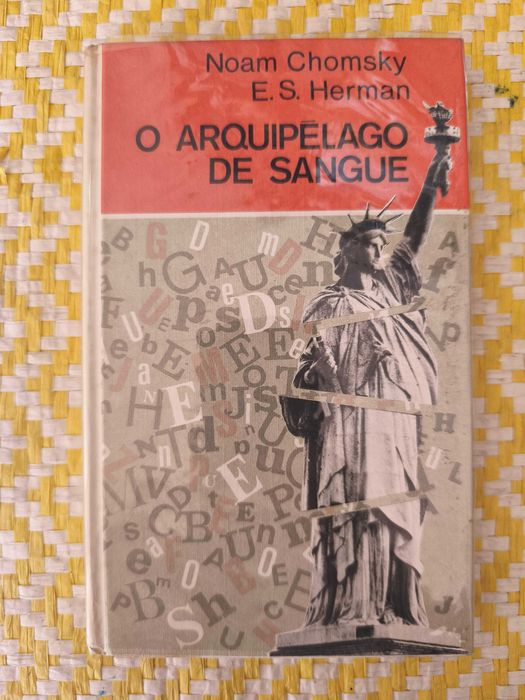 Noam Chomsky
E.S. Herman
O ARQUIPÉLAGO
DE SANGUE